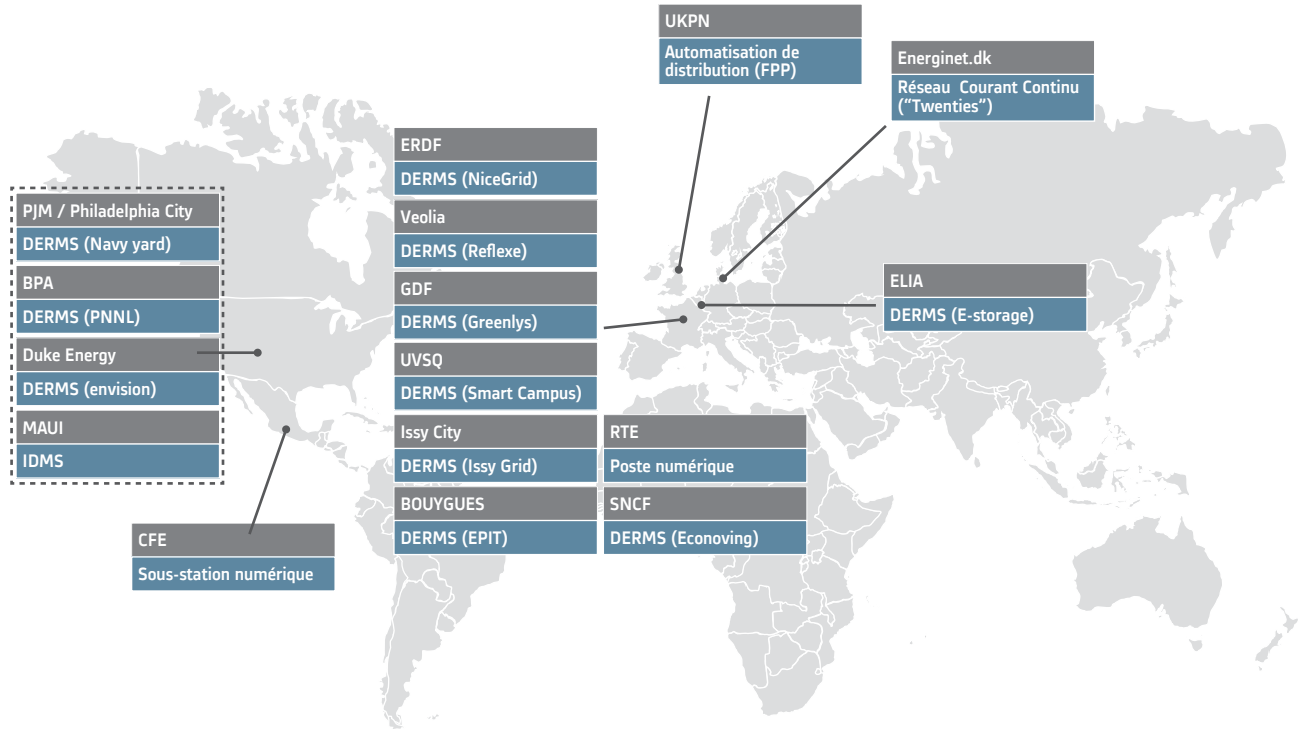 UKPN
Automatisation de
distribution (FPP)
Energinet.dk
Réseau Courant Continu
("Twenties")
ERDF
DERMS (NiceGrid)
Veolia
DERMS (Reflexe)
GDF
DERMS (Greenlys)
UVSQ
DERMS (Smart Campus)
Issy City
DERMS (Issy Grid)
BOUYGUES
DERMS (EPIT)
RTE
Poste numérique
SNCF
DERMS (Econoving)
PJM / Philadelphia City
DERMS (Navy yard)
BPA
DERMS (PNNL)
Duke Energy
DERMS (envision)
MAUI
IDMS
ELIA
DERMS (E-storage)
CFE
Sous-station numérique